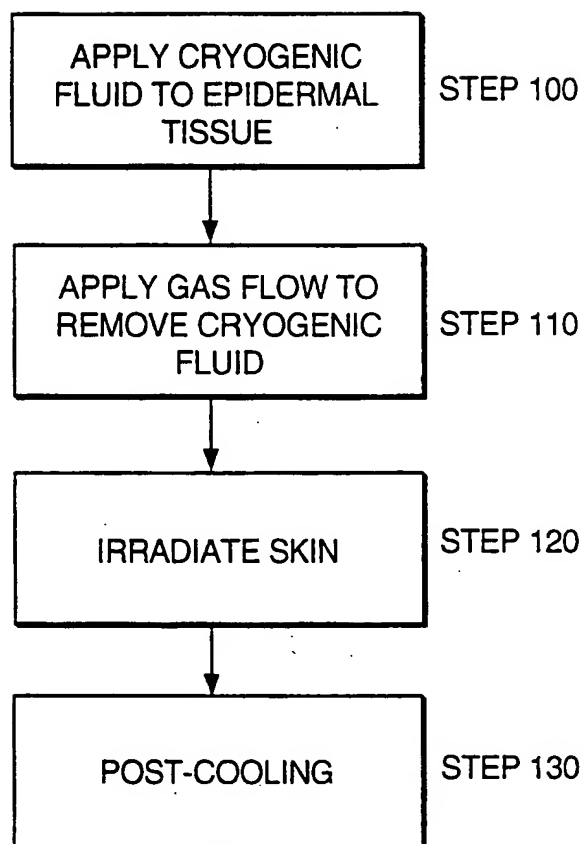 APPLY CRYOGENIC
FLUID TO EPIDERMAL
TISSUE
STEP 100
APPLY GAS FLOW TO
REMOVE CRYOGENIC
FLUID
STEP 110
IRRADIATE SKIN
STEP 120
POST-COOLING
STEP 130